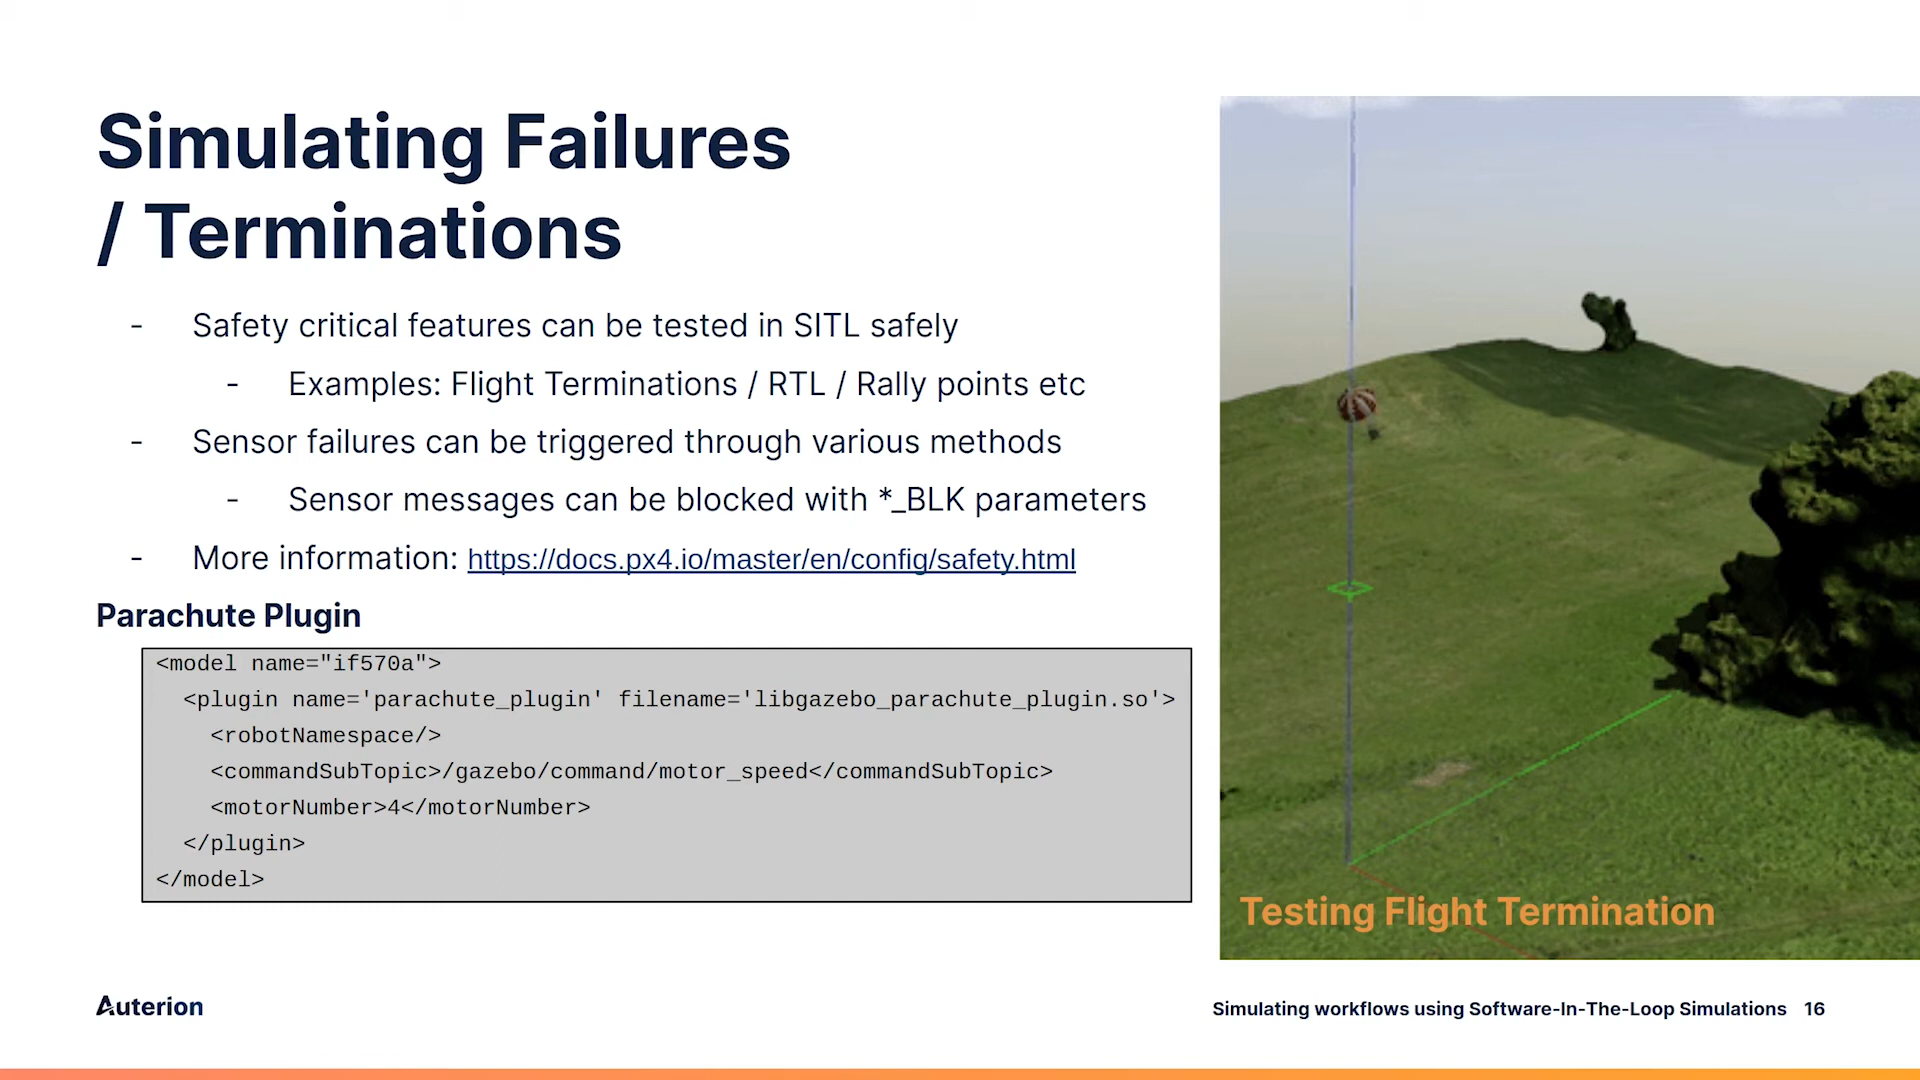 Simulating Failures
/ Terminations
- Safety critical features can be tested in SITL safely
- Examples: Flight Terminations / RTL / Rally points etc
- Sensor failures can be triggered through various methods
- Sensor messages can be blocked with *_BLK parameters
- More information: https://docs.px4.io/master/en/config/safety.html
Parachute Plugin
<model name="if570a">
  <plugin name='parachute_plugin' filename='libgazebo_parachute_plugin.so'>
    <robotNamespace/>
    <commandSubTopic>/gazebo/command/motor_speed</commandSubTopic>
    <motorNumber>4</motorNumber>
  </plugin>
</model>
Testing Flight Termination
Auterion
Simulating workflows using Software-In-The-Loop Simulations 16